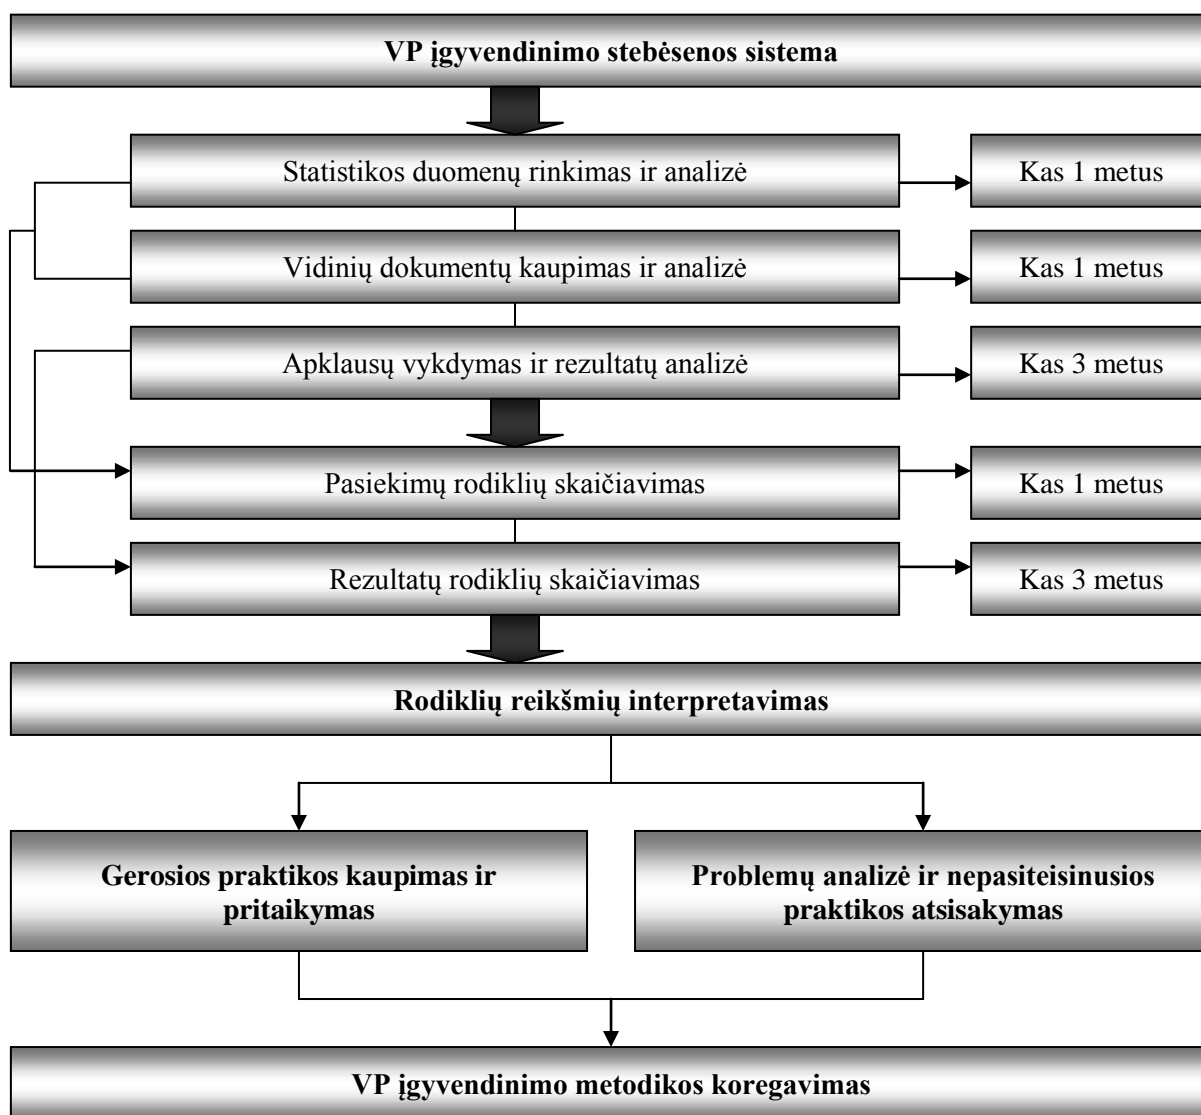 VP įgyvendinimo stebėsenos sistema
Statistikos duomenų rinkimas ir analizė
Kas 1 metus
Vidinių dokumentų kaupimas ir analizė
Kas 1 metus
Apklausų vykdymas ir rezultatų analizė
Kas 3 metus
Pasiekimų rodiklių skaičiavimas
Kas 1 metus
Rezultatų rodiklių skaičiavimas
Kas 3 metus
Rodiklių reikšmių interpretavimas
Gerosios praktikos kaupimas ir
pritaikymas
Problemų analizė ir nepasiteisinusios
praktikos atsisakymas
VP įgyvendinimo metodikos koregavimas